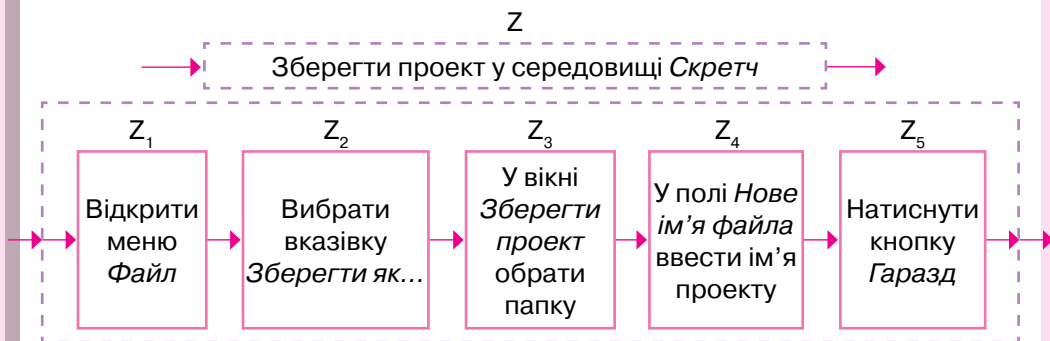 Z
Зберегти проект у середовищі Скретч
Z₁
Відкрити
меню
Файл
Z₂
Вибрати
вказівку
Зберегти як...
Z₃
У вікні
Зберегти
проект
обрати
папку
Z₄
У полі Нове
ім’я файла
ввести ім’я
проекту
Z₅
Натиснути
кнопку
Гаразд